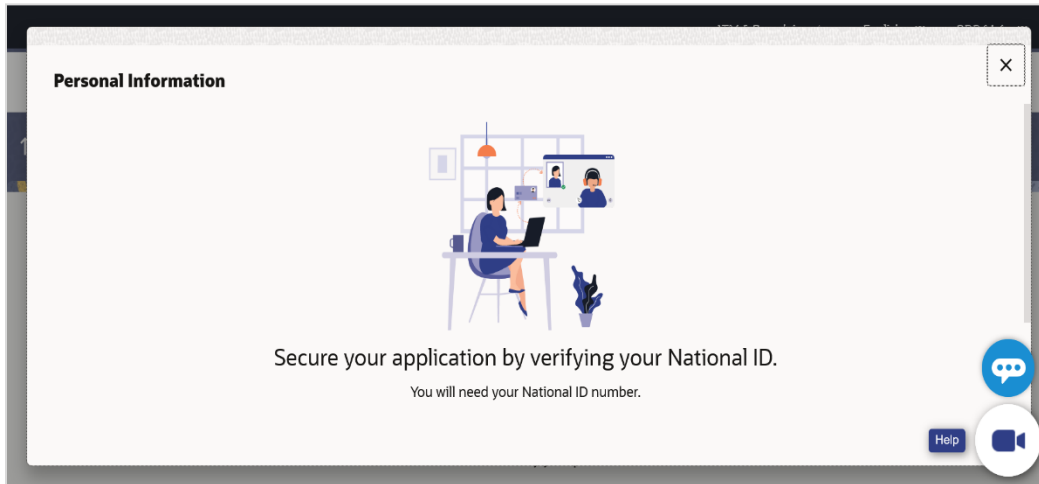 Personal Information
Secure your application by verifying your National ID.
You will need your National ID number.
Help